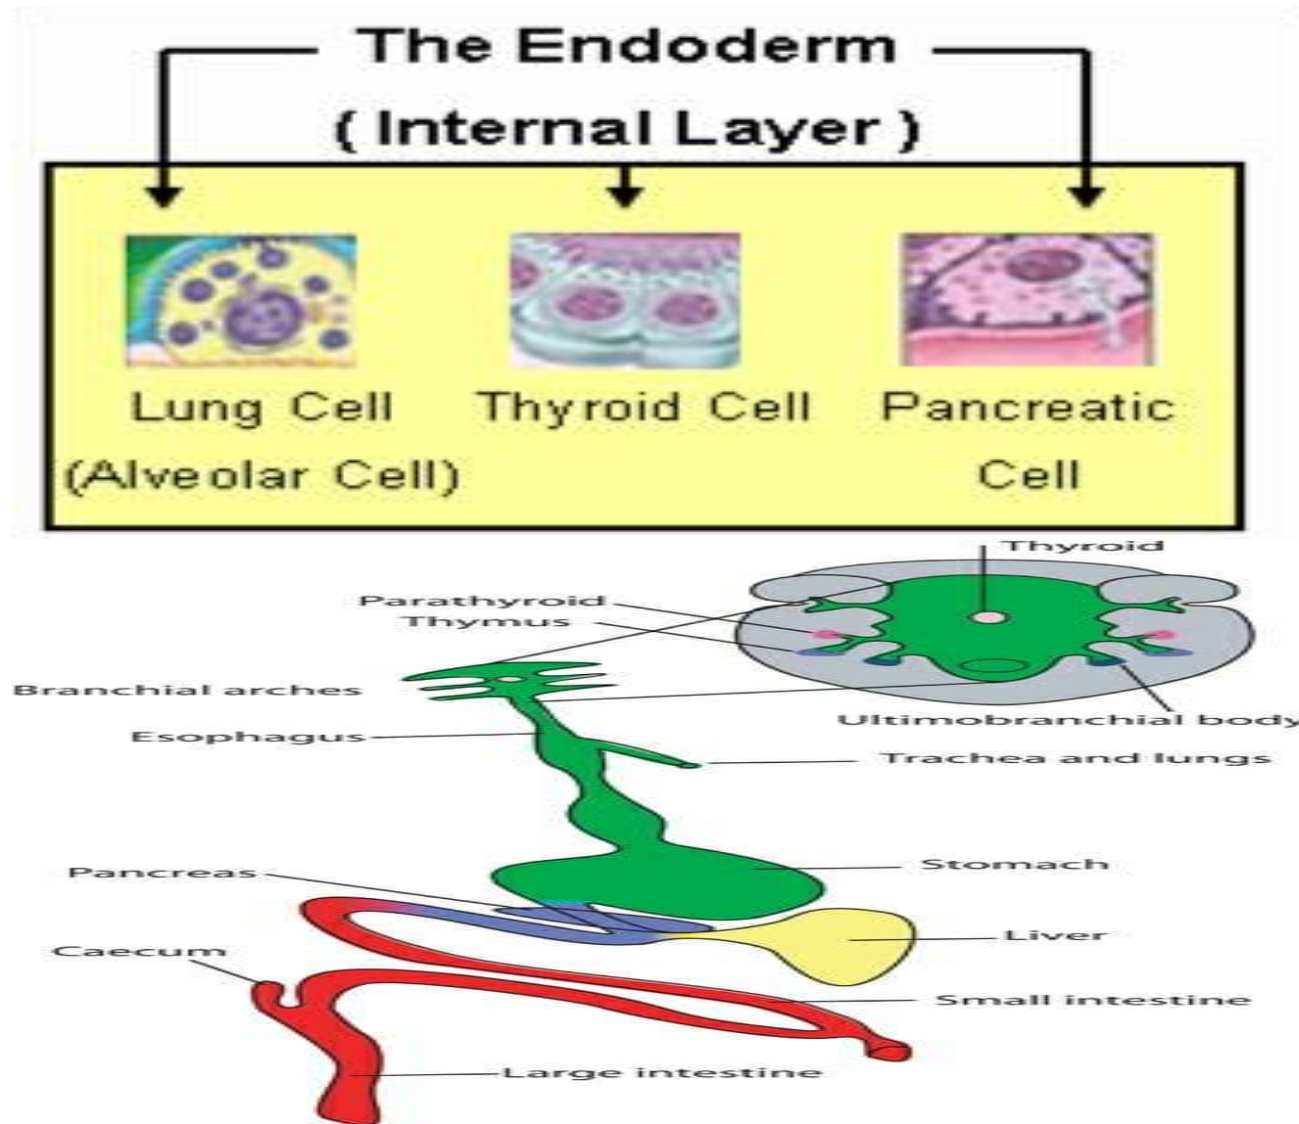 The Endoderm
( Internal Layer )
Lung Cell
(Alveolar Cell)
Thyroid Cell
Pancreatic
Cell
Thyroid
Parathyroid
Thymus
Branchial arches
Ultimobranchial body
Esophagus
Trachea and lungs
Stomach
Pancreas
Liver
Caecum
Small intestine
Large intestine